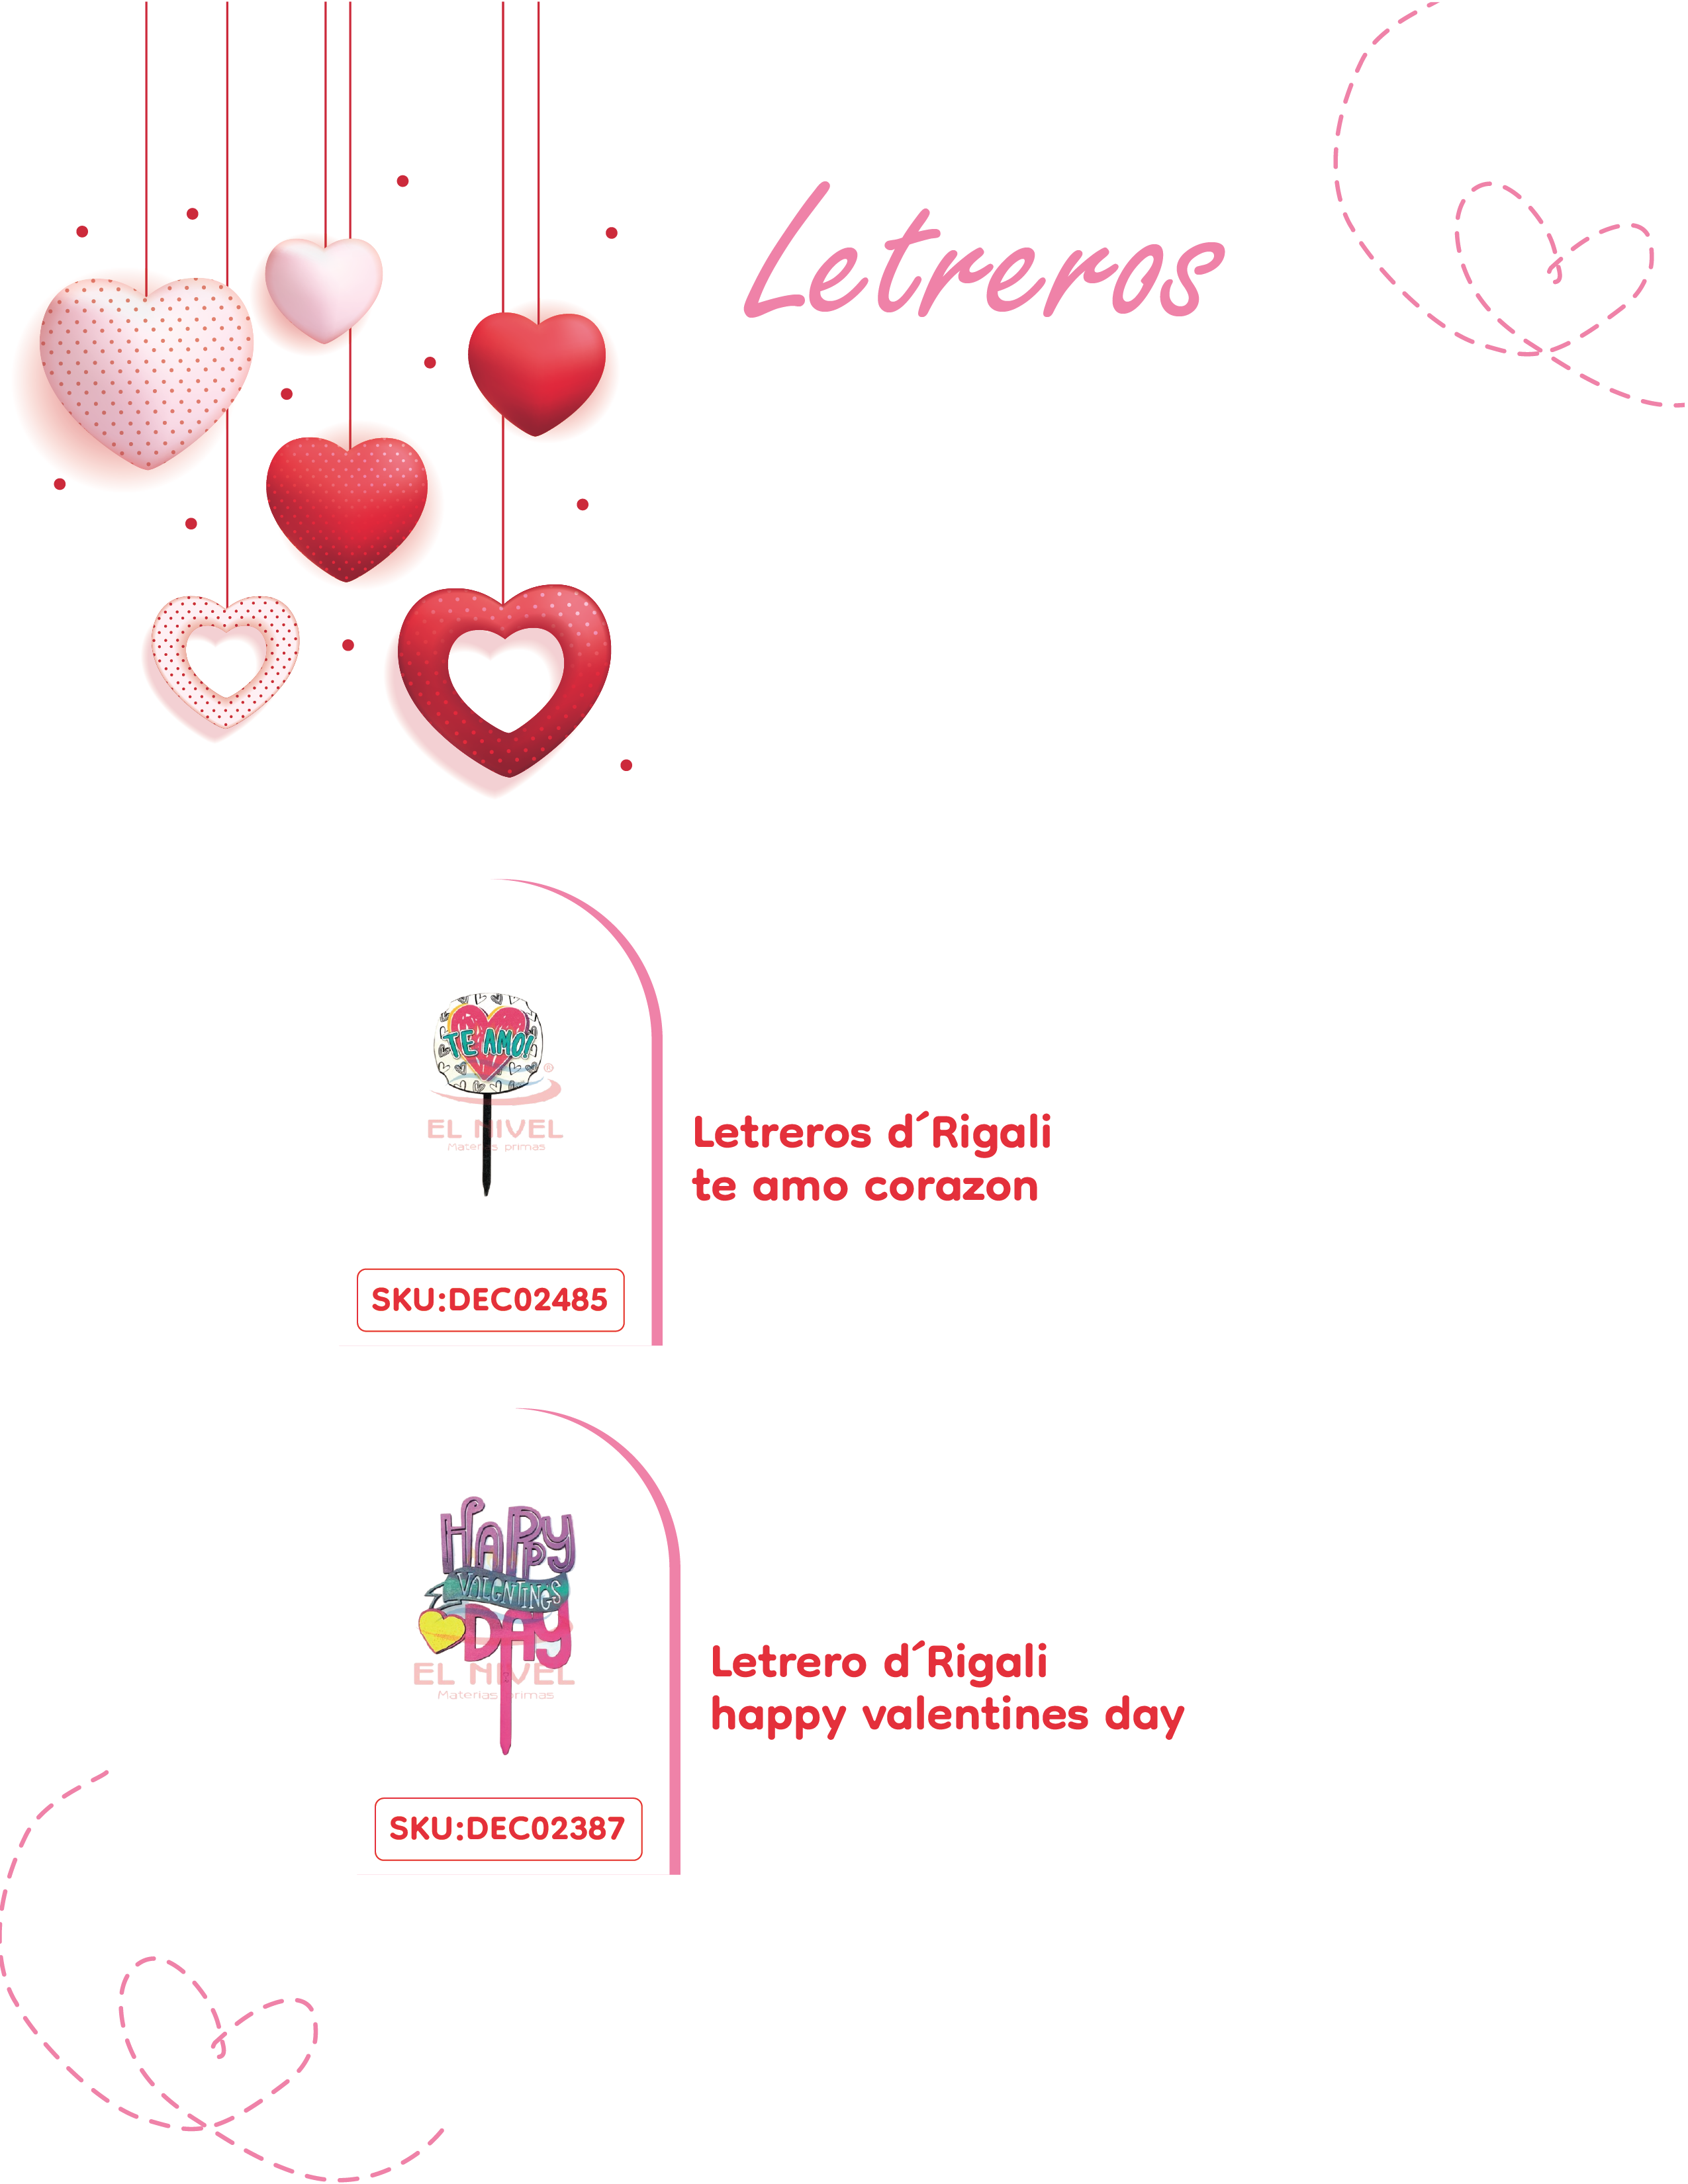 Letreros
TE AMO!
®
EL NIVEL
Materias primas
Letreros d´Rigali
te amo corazon
SKU:DEC02485
HAPPY
VALENTINES
DAY
EL NIVEL
Materias primas
Letrero d´Rigali
happy valentines day
SKU:DEC02387